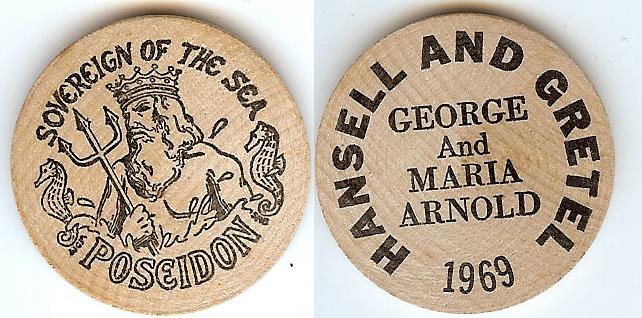 SOVEREIGN OF THE SEA
POSEIDON
HANSELL AND GRETEL
GEORGE
And
MARIA
ARNOLD
1969